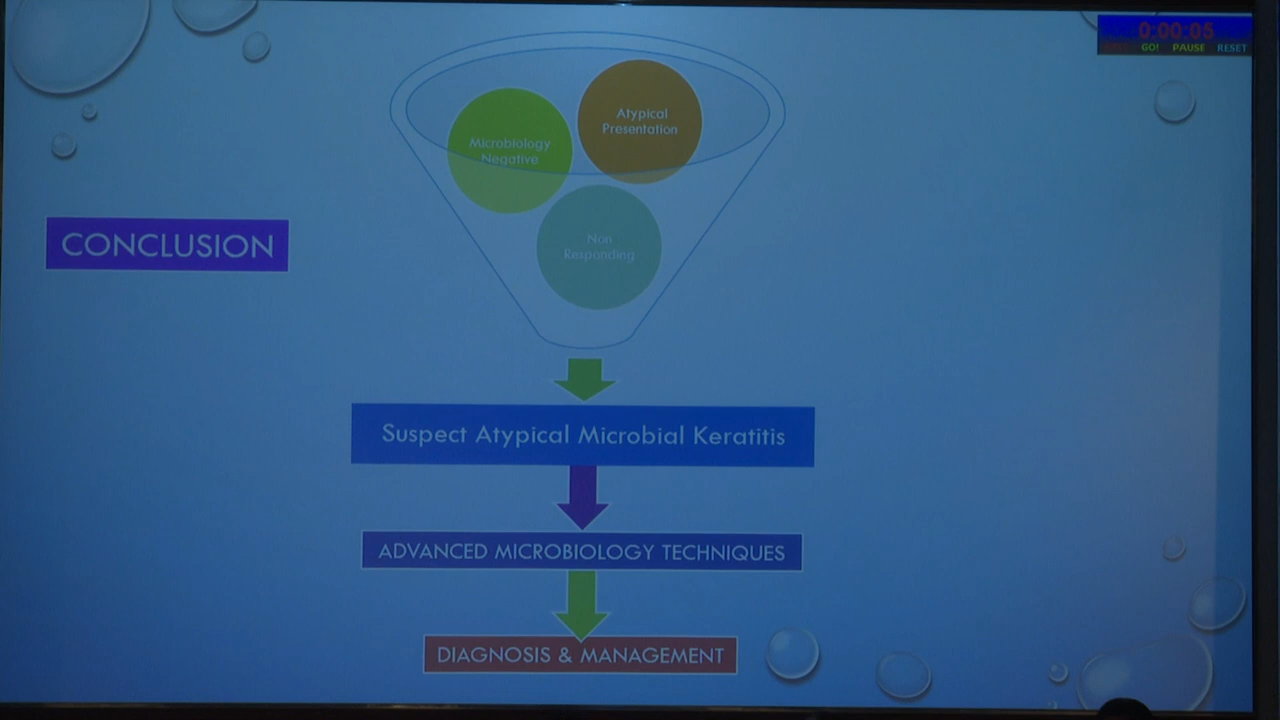 0:00:05
GO! PAUSE RESET
Atypical
Presentation
Microbiology
Negative
Non
Responding
CONCLUSION
Suspect Atypical Microbial Keratitis
ADVANCED MICROBIOLOGY TECHNIQUES
DIAGNOSIS & MANAGEMENT